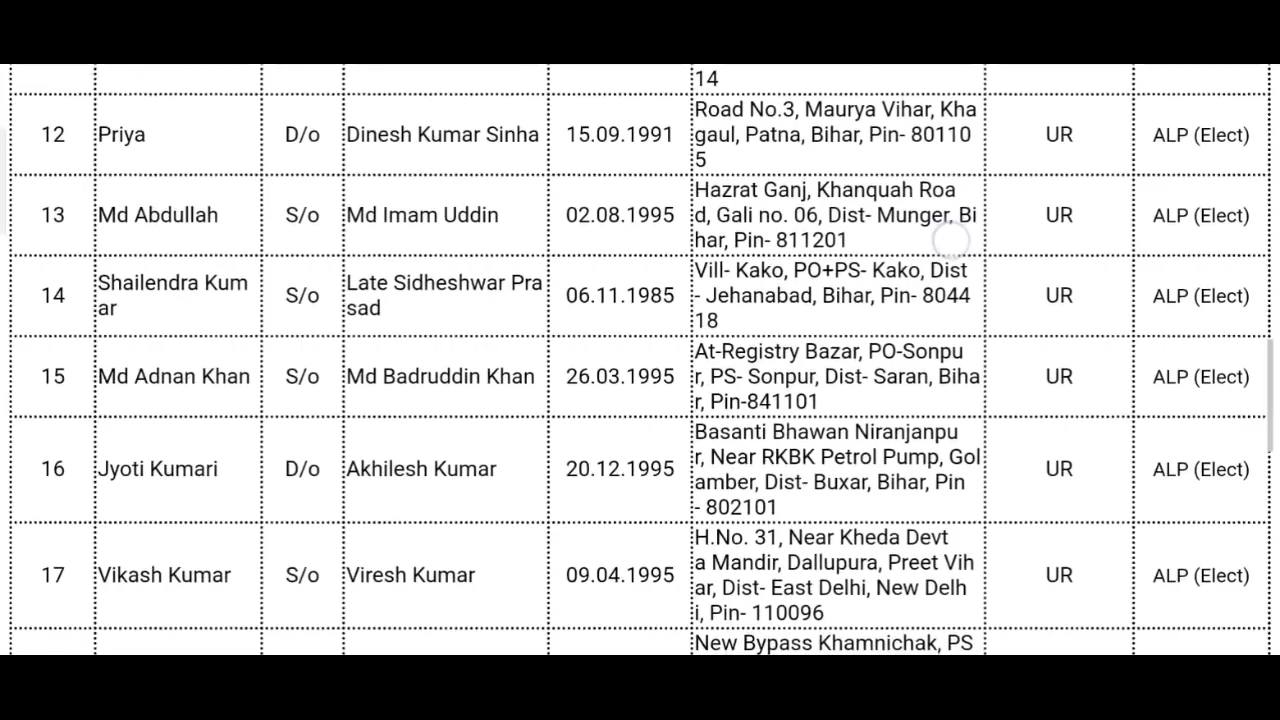 14
12 Priya D/o Dinesh Kumar Sinha 15.09.1991 Road No.3, Maurya Vihar, Kha UR ALP (Elect)
gaul, Patna, Bihar, Pin- 80110
5
13 Md Abdullah S/o Md Imam Uddin 02.08.1995 Hazrat Ganj, Khanquah Roa UR ALP (Elect)
d, Gali no. 06, Dist- Munger, Bi
har, Pin- 811201
14 Shailendra Kum S/o Late Sidheshwar Pra 06.11.1985 Vill- Kako, PO+PS- Kako, Dist UR ALP (Elect)
ar sad - Jehanabad, Bihar, Pin- 8044
18
15 Md Adnan Khan S/o Md Badruddin Khan 26.03.1995 At-Registry Bazar, PO-Sonpu UR ALP (Elect)
r, PS- Sonpur, Dist- Saran, Biha
r, Pin-841101
16 Jyoti Kumari D/o Akhilesh Kumar 20.12.1995 Basanti Bhawan Niranjanpu UR ALP (Elect)
r, Near RKBK Petrol Pump, Gol
amber, Dist- Buxar, Bihar, Pin
- 802101
17 Vikash Kumar S/o Viresh Kumar 09.04.1995 H.No. 31, Near Kheda Devt UR ALP (Elect)
a Mandir, Dallupura, Preet Vih
ar, Dist- East Delhi, New Delh
i, Pin- 110096
New Bypass Khamnichak, PS